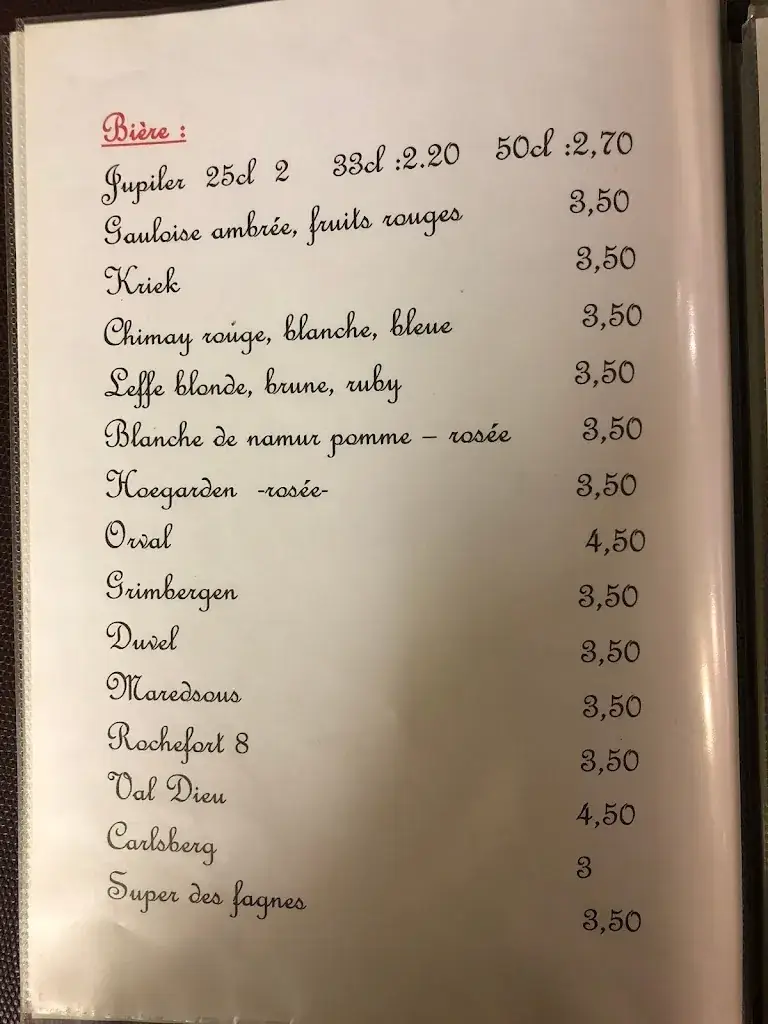 Bière :
Jupiler 25cl 2 33cl :2.20 50cl :2,70
Gauloise ambrée, fruits rouges 3,50
Kriek 3,50
Chimay rouge, blanche, bleue 3,50
Leffe blonde, brune, ruby 3,50
Blanche de namur pomme – rosée 3,50
Hoegarden -rosée- 3,50
Orval 4,50
Grimbergen 3,50
Duvel 3,50
Maredsous 3,50
Rochefort 8 3,50
Val Dieu 4,50
Carlsberg 3
Super des fagnes 3,50